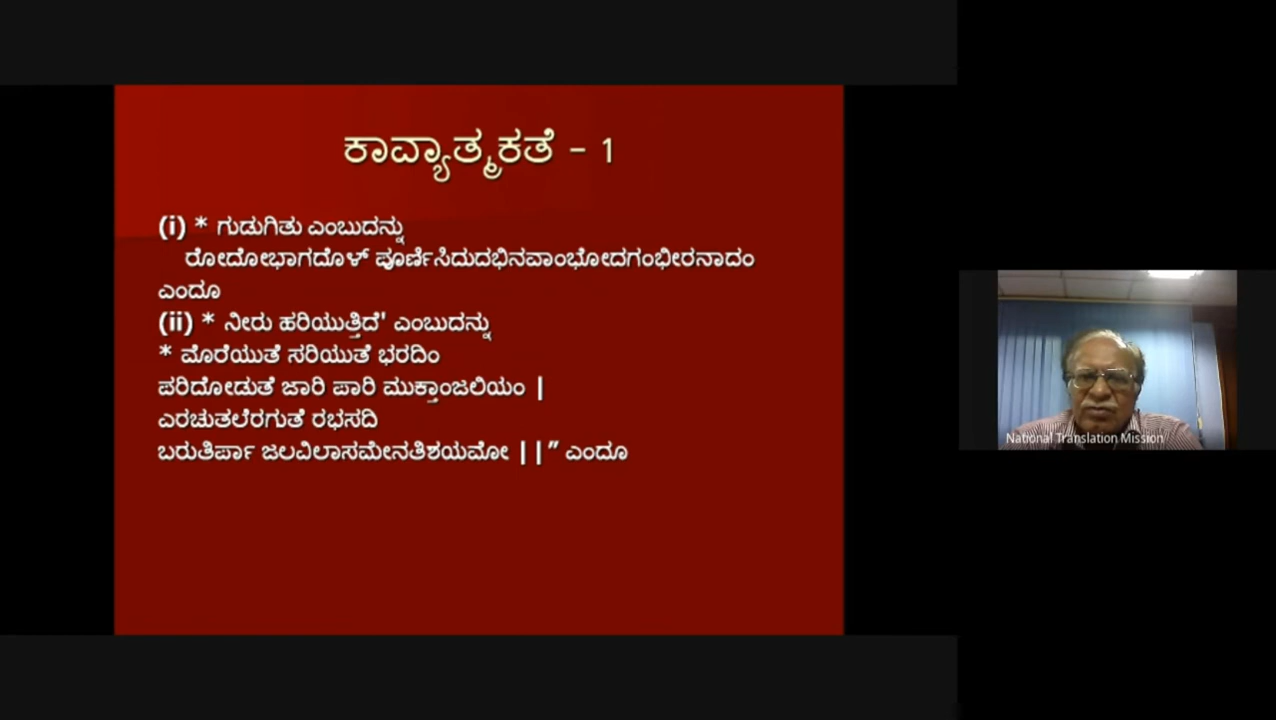 ಕಾವ್ಯಾತ್ಮಕತೆ – 1
(i) * ಗುಡುಗಿತು ಎಂಬುದನ್ನು
ರೋದೋಭಾಗದೊಳ್ ಪೂರ್ಣಿಸಿದುದಭಿನವಾಂಭೋದಗಂಭೀರನಾದಂ
ಎಂದೂ
(ii) * ನೀರು ಹರಿಯುತ್ತಿದೆ' ಎಂಬುದನ್ನು
* ಮೊರೆಯುತೆ ಸರಿಯುತೆ ಭರದಿಂ
ಪರಿದೋಡುತೆ ಜಾರಿ ಪಾರಿ ಮುಕ್ತಾಂಜಲಿಯಂ |
ಎರಚುತಲೆರಗುತೆ ರಭಸದಿ
ಬರುತಿರ್ಪಾ ಜಲವಿಲಾಸಮೇನತಿಶಯಮೋ ||” ಎಂದೂ
National Translation Mission